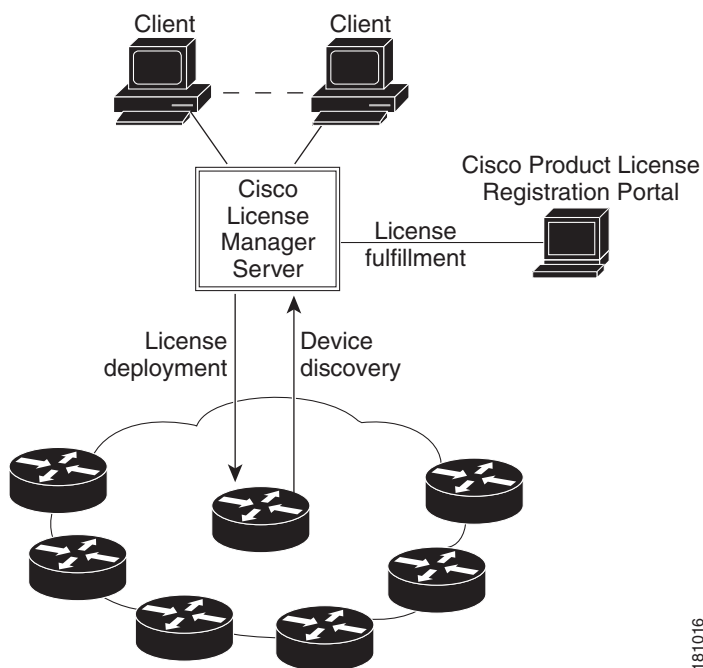 Client
Client
Cisco Product License
Registration Portal
Cisco
License
Manager
Server
License
fulfillment
License
deployment
Device
discovery
181016